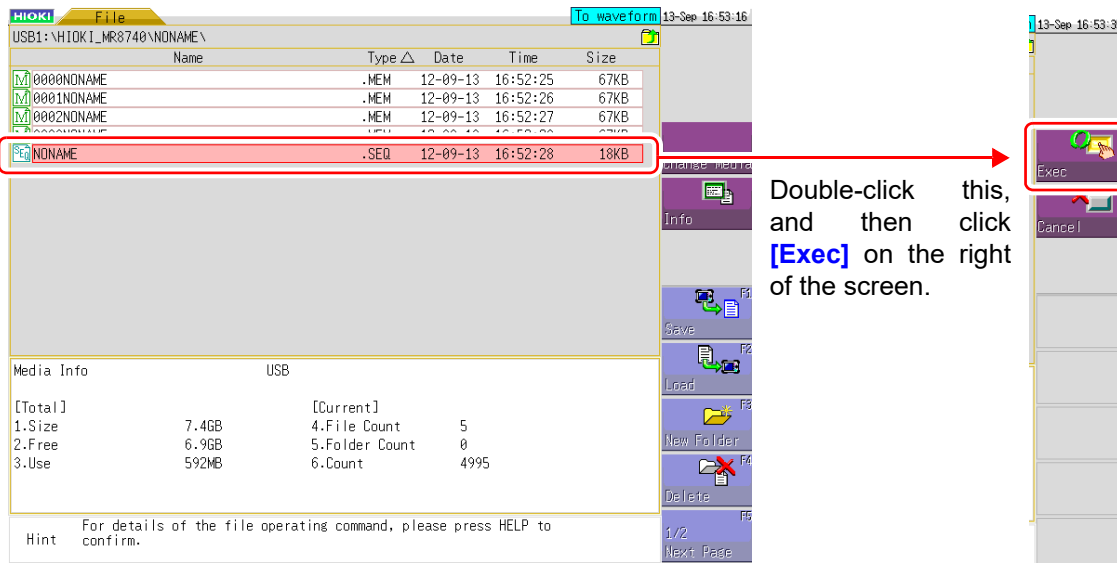 HIOKI File To waveform 13-Sep 16:53:16
USB1:\HIOKI_MR8740\NONAME\
Name Type △ Date Time Size
M 0000NONAME .MEM 12-09-13 16:52:25 67KB
M 0001NONAME .MEM 12-09-13 16:52:26 67KB
M 0002NONAME .MEM 12-09-13 16:52:27 67KB
SEQ NONAME .SEQ 12-09-13 16:52:28 18KB
Change Media
Info
F1
Save
F2
Load
F3
New Folder
F4
Delete
F5
1/2
Next Page
Media Info USB
[Total] [Current]
1.Size 7.4GB 4.File Count 5
2.Free 6.9GB 5.Folder Count 0
3.Use 592MB 6.Count 4995
Hint For details of the file operating command, please press HELP to
confirm.
Double-click this,
and then click
[Exec] on the right
of the screen.
13-Sep 16:53:3
Exec
Cancel